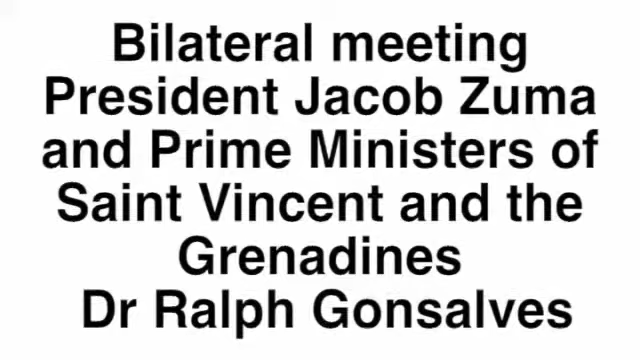 Bilateral meeting
President Jacob Zuma
and Prime Ministers of
Saint Vincent and the
Grenadines
Dr Ralph Gonsalves